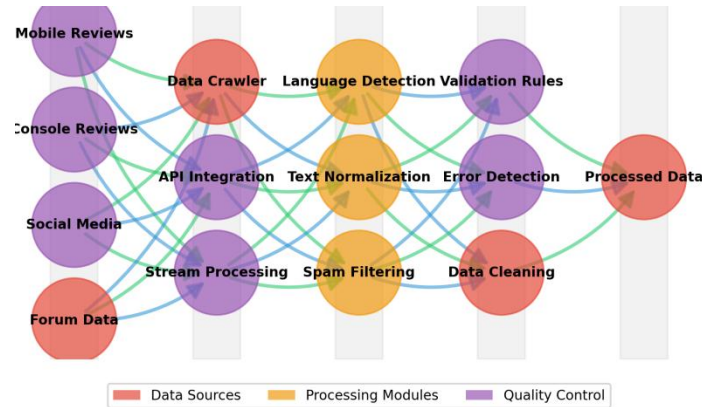 Mobile Reviews
Console Reviews
Social Media
Forum Data
Data Crawler
API Integration
Stream Processing
Language Detection
Text Normalization
Spam Filtering
Validation Rules
Error Detection
Data Cleaning
Processed Data
Data Sources
Processing Modules
Quality Control